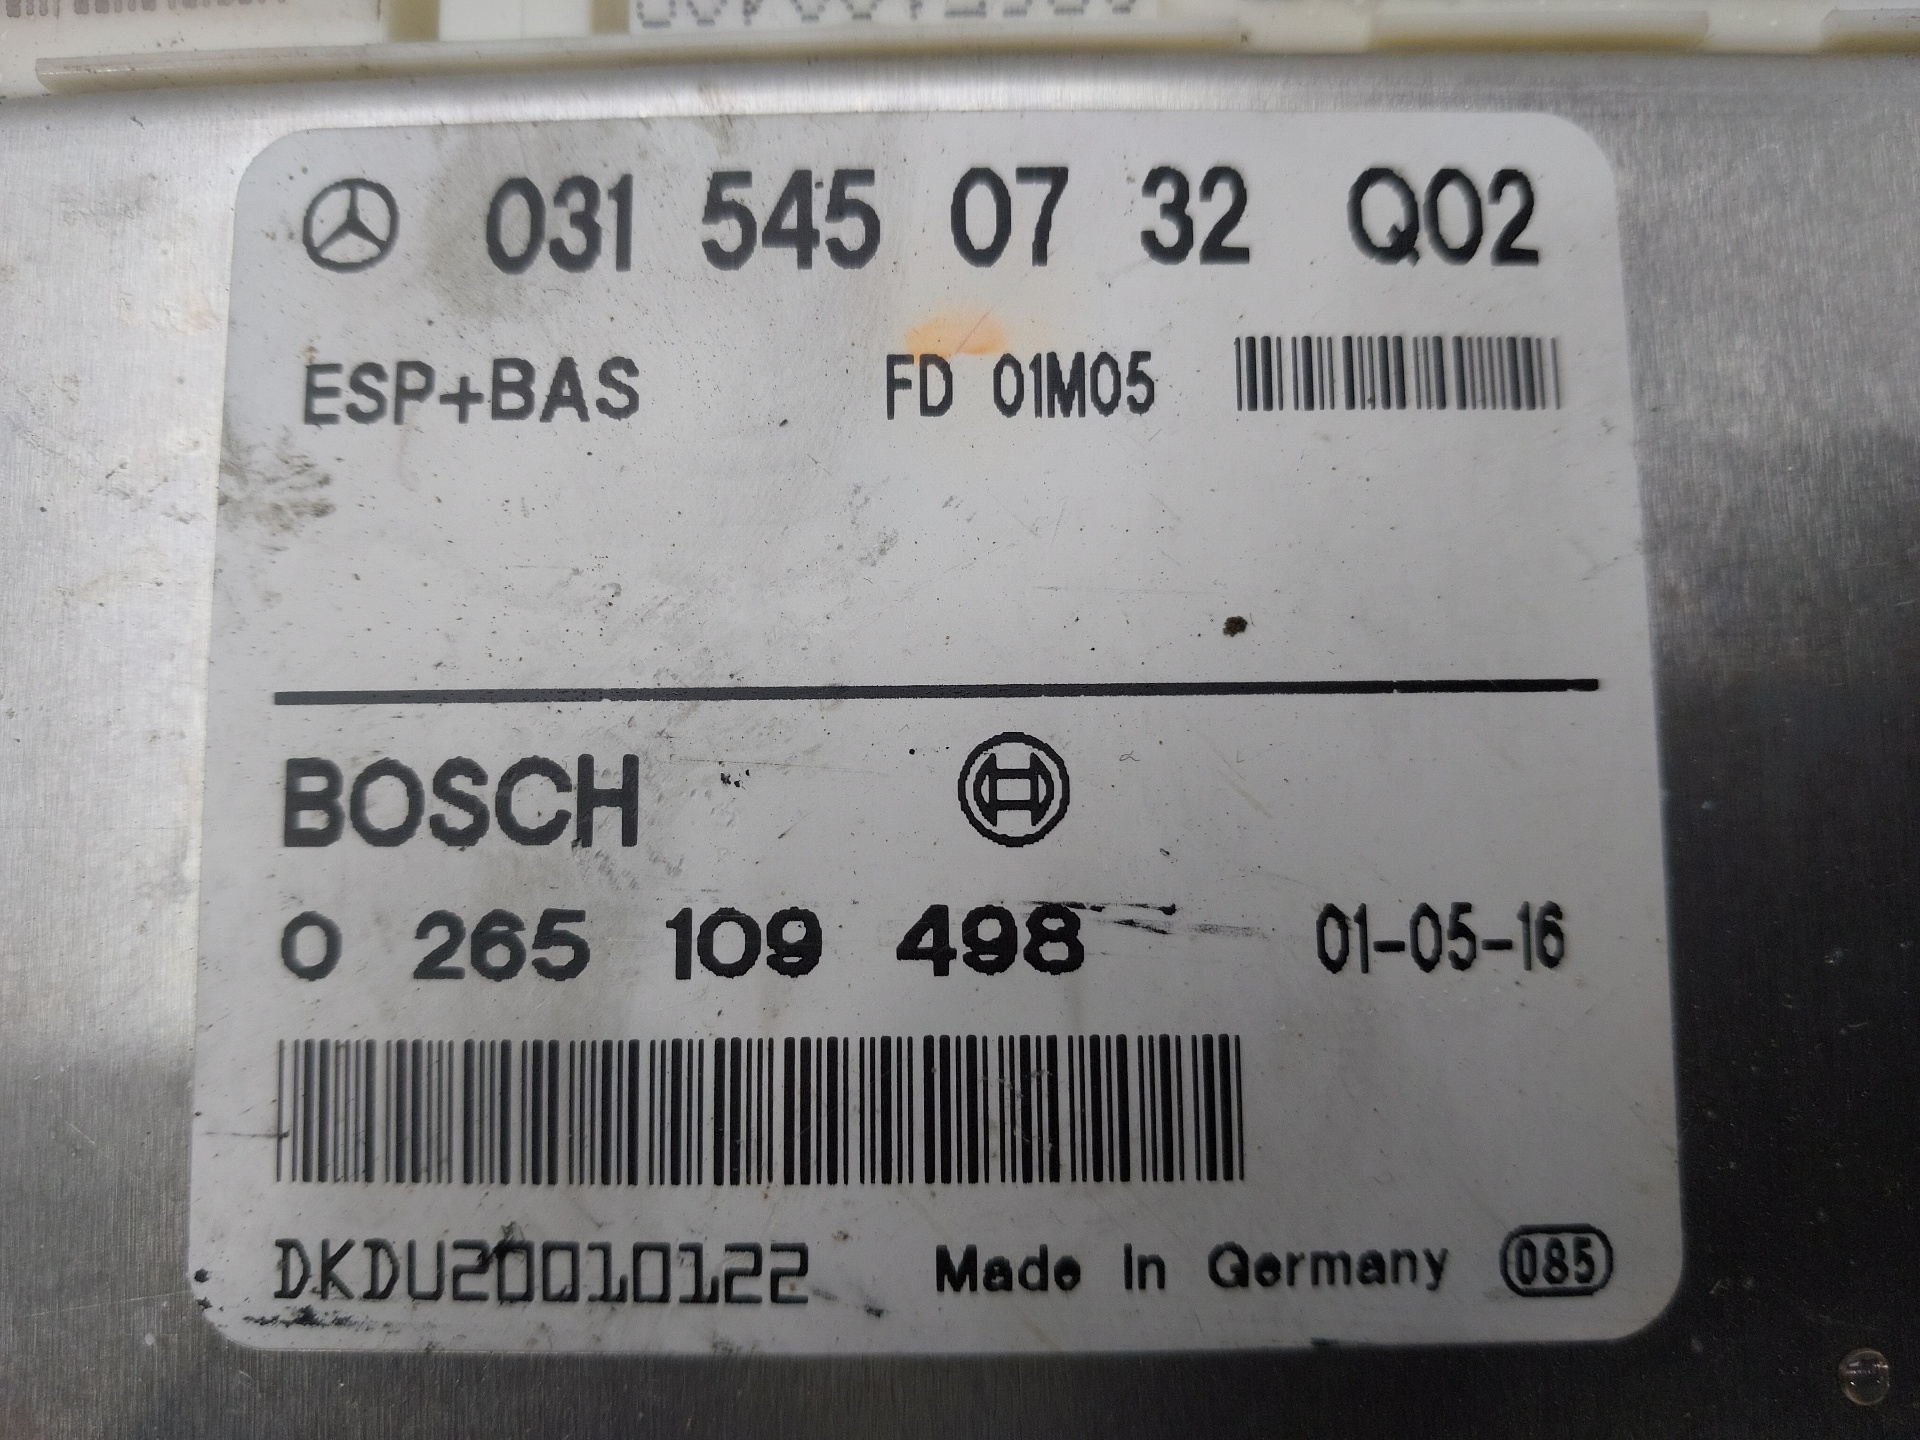 031 545 07 32 Q02
ESP+BAS FD 01M05
BOSCH
0 265 109 498 01-05-16
DKDU20010122 Made in Germany 085